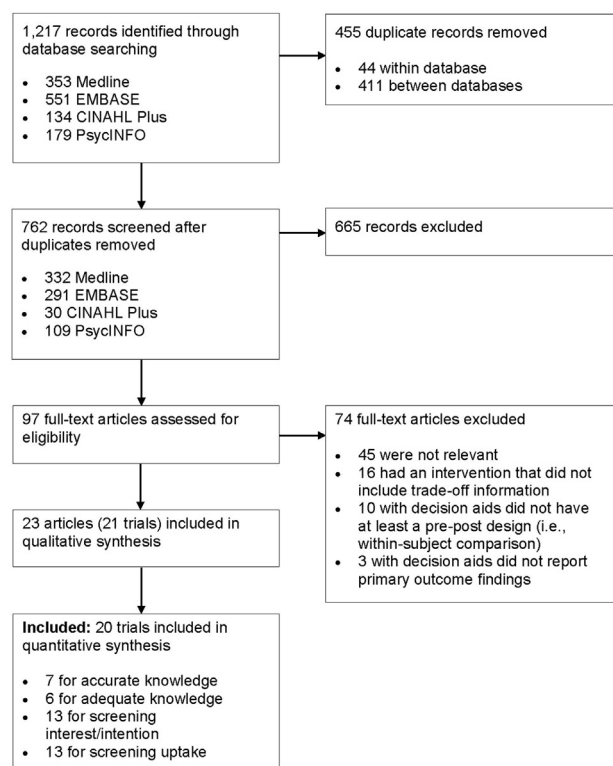 1,217 records identified through
database searching
• 353 Medline
• 551 EMBASE
• 134 CINAHL Plus
• 179 PsycINFO
455 duplicate records removed
• 44 within database
• 411 between databases
762 records screened after
duplicates removed
• 332 Medline
• 291 EMBASE
• 30 CINAHL Plus
• 109 PsycINFO
665 records excluded
97 full-text articles assessed for
eligibility
74 full-text articles excluded
• 45 were not relevant
• 16 had an intervention that did not
include trade-off information
• 10 with decision aids did not have
at least a pre-post design (i.e.,
within-subject comparison)
• 3 with decision aids did not report
primary outcome findings
23 articles (21 trials) included in
qualitative synthesis
Included: 20 trials included in
quantitative synthesis
• 7 for accurate knowledge
• 6 for adequate knowledge
• 13 for screening
interest/intention
• 13 for screening uptake